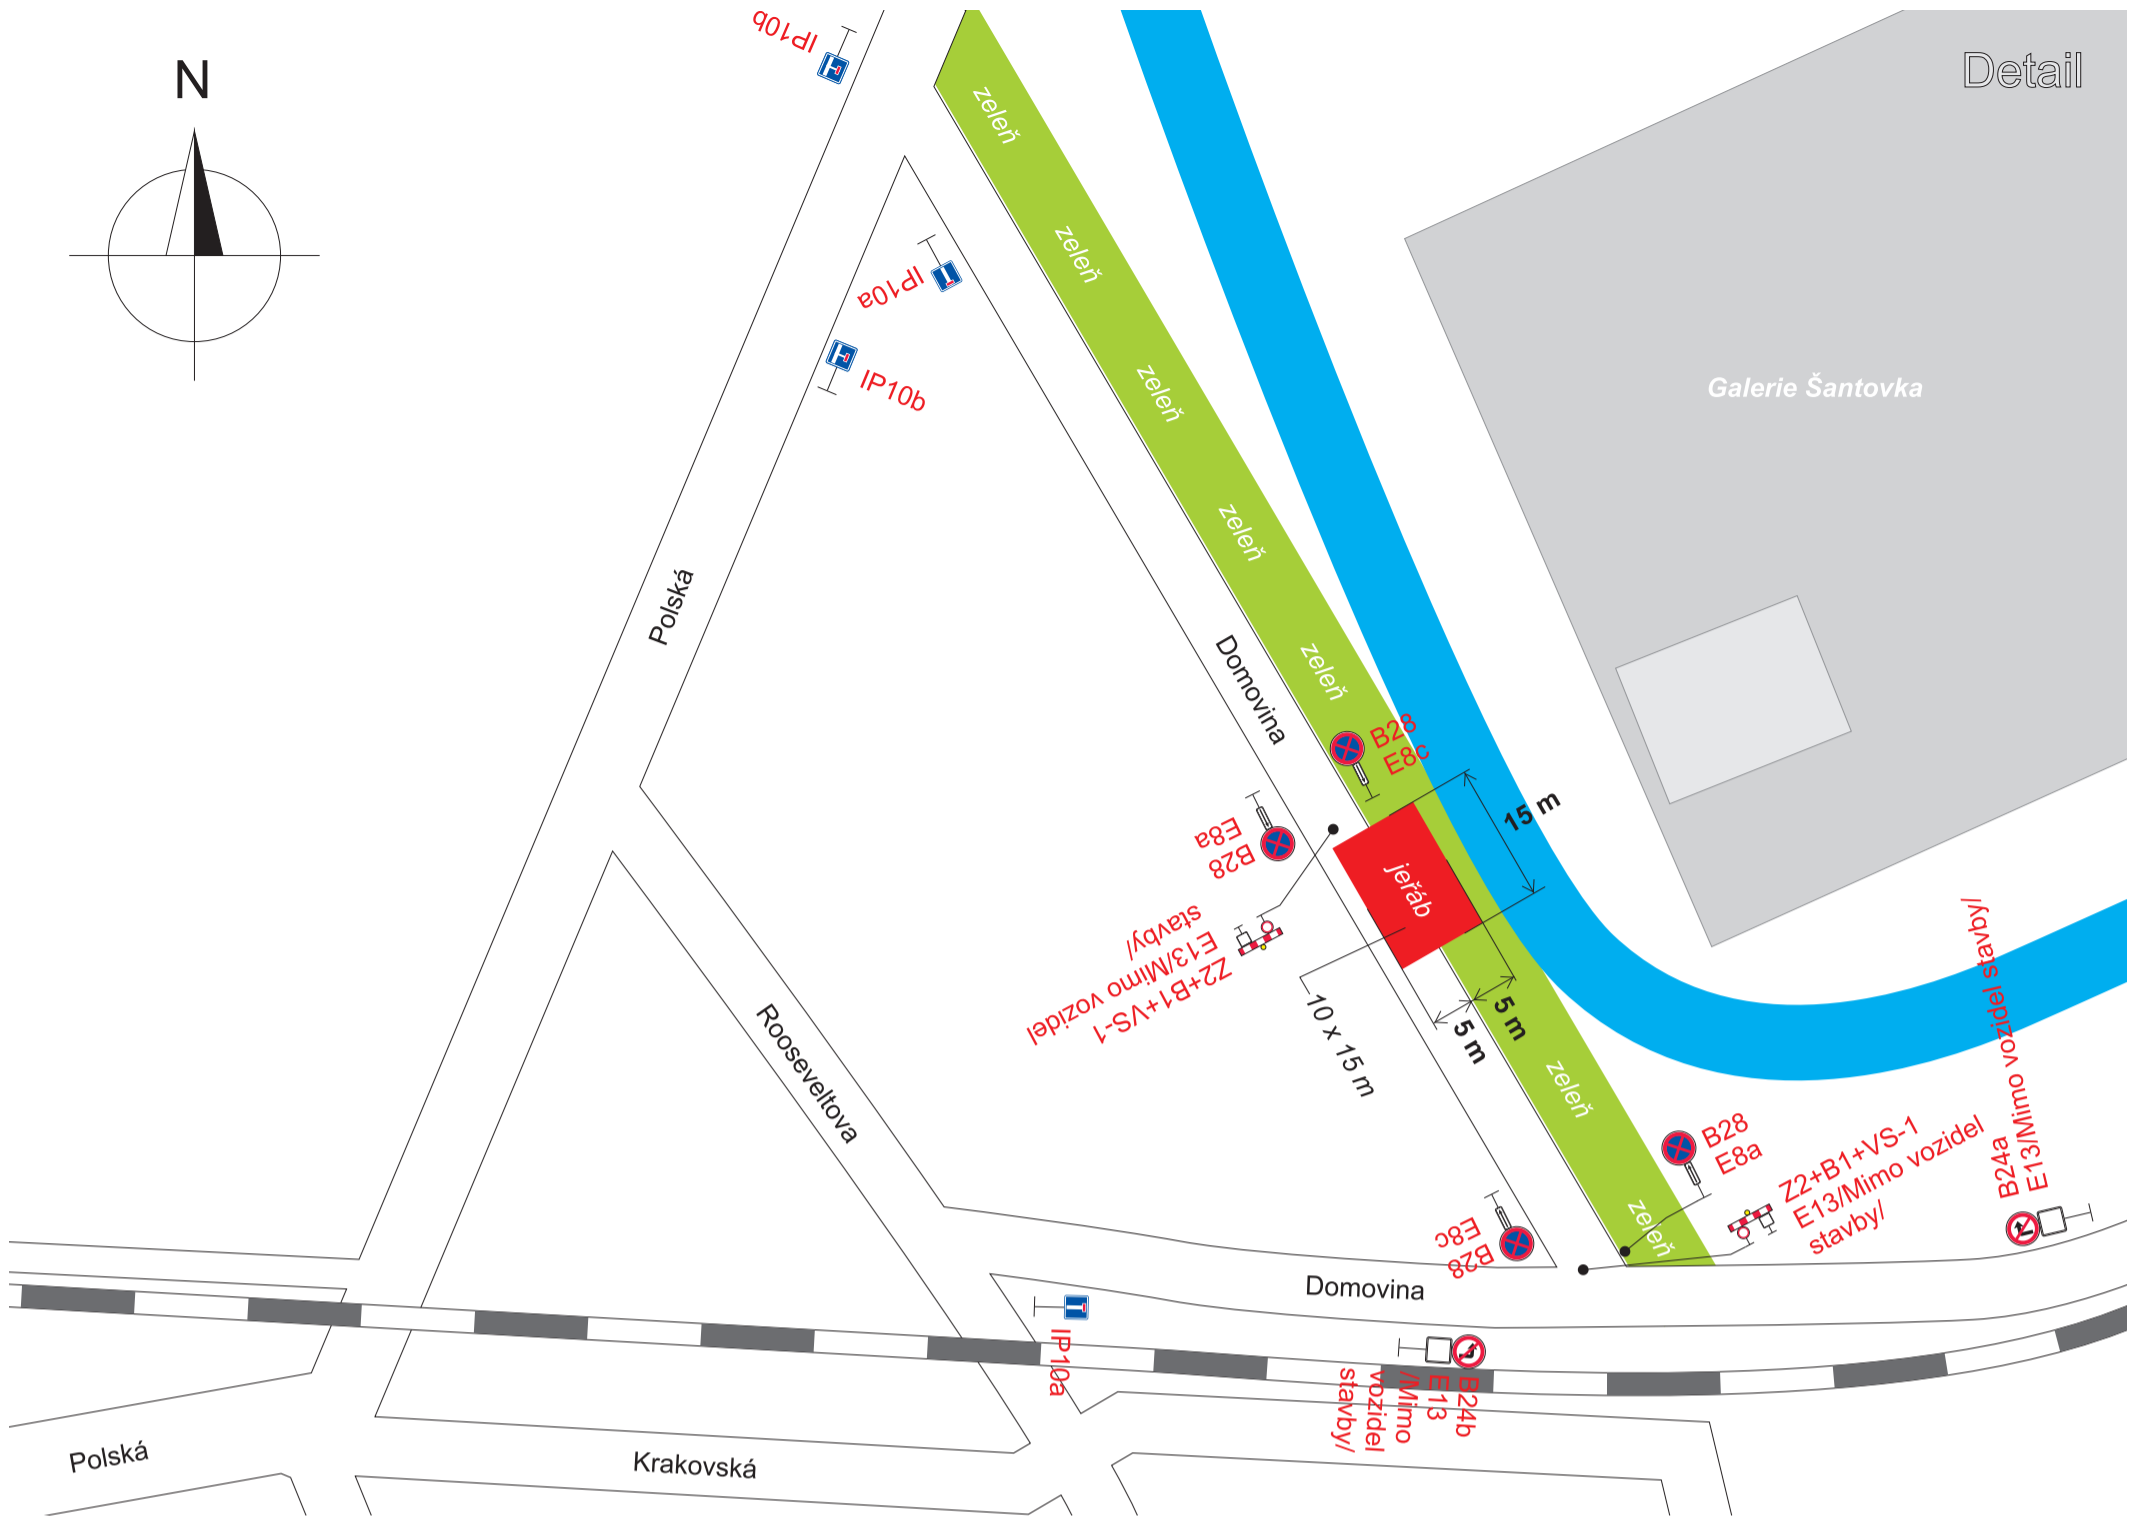 IP10b
N
Detail
zeleň
zeleň
IP10a
IP10b
zeleň
Galerie Šantovka
zeleň
Polská
zeleň
Domovina
B28
E8c
15 m
E8a
B28
jeřáb
Z2+B1+VS-1
E13/Mimo vozidel
stavby/
10 x 15 m
5 m
5 m
Rooseveltova
zeleň
B28
E8a
Z2+B1+VS-1
E13/Mimo vozidel
stavby/
B24a
E13/Mimo vozidel stavby/
zeleň
E8c
B28
Domovina
IP10a
B24b
E13
/Mimo
vozidel
stavby/
Polská
Krakovská